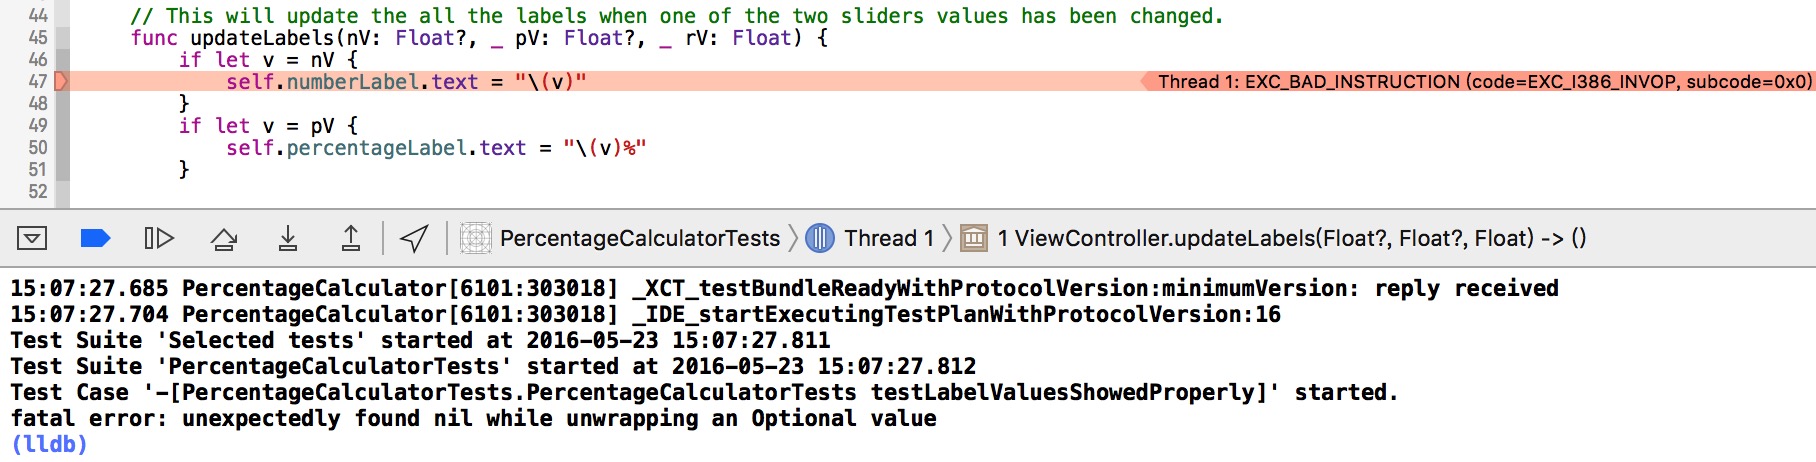 44 // This will update the all the labels when one of the two sliders values has been changed.
45 func updateLabels(nV: Float?, _ pV: Float?, _ rV: Float) {
46 if let v = nV {
47 self.numberLabel.text = "\(v)" Thread 1: EXC_BAD_INSTRUCTION (code=EXC_I386_INVOP, subcode=0x0)
48 }
49 if let v = pV {
50 self.percentageLabel.text = "\(v)%"
51 }
52
PercentageCalculatorTests Thread 1 1 ViewController.updateLabels(Float?, Float?, Float) -> ()
15:07:27.685 PercentageCalculator[6101:303018] _XCT_testBundleReadyWithProtocolVersion:minimumVersion: reply received
15:07:27.704 PercentageCalculator[6101:303018] _IDE_startExecutingTestPlanWithProtocolVersion:16
Test Suite 'Selected tests' started at 2016-05-23 15:07:27.811
Test Suite 'PercentageCalculatorTests' started at 2016-05-23 15:07:27.812
Test Case '-[PercentageCalculatorTests.PercentageCalculatorTests testLabelValuesShowedProperly]' started.
fatal error: unexpectedly found nil while unwrapping an Optional value
(lldb)